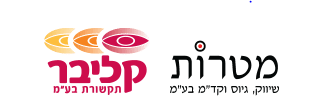 מטרות
שיווק, גיוס וקד"מ בע"מ
קליבר
תקשורת בע"מ